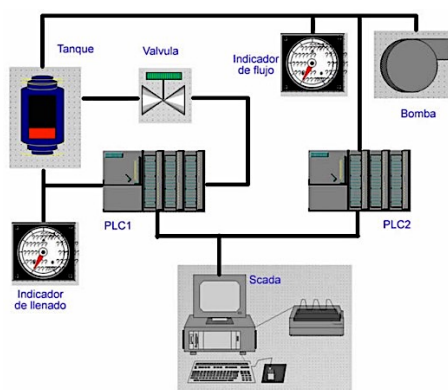 Tanque
Valvula
Indicador
de flujo
Bomba
PLC1
PLC2
Indicador
de llenado
Scada